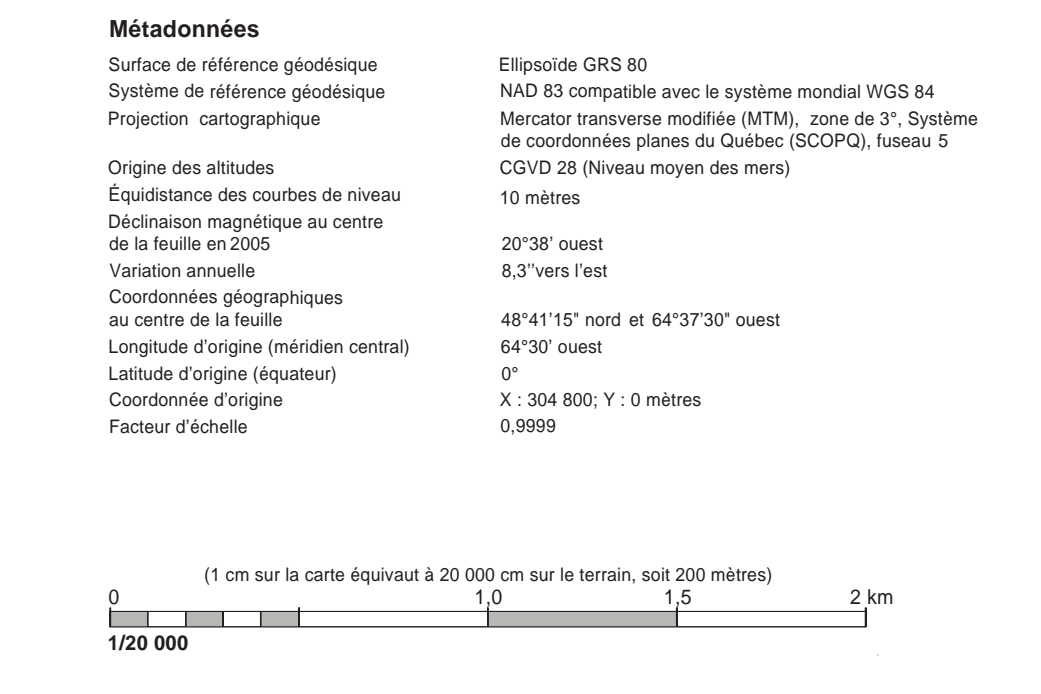 Métadonnées
Surface de référence géodésique Ellipsoïde GRS 80
Système de référence géodésique NAD 83 compatible avec le système mondial WGS 84
Projection cartographique Mercator transverse modifiée (MTM), zone de 3°, Système
de coordonnées planes du Québec (SCOPQ), fuseau 5
Origine des altitudes CGVD 28 (Niveau moyen des mers)
Équidistance des courbes de niveau 10 mètres
Déclinaison magnétique au centre
de la feuille en 2005 20°38' ouest
Variation annuelle 8,3''vers l'est
Coordonnées géographiques
au centre de la feuille 48°41'15" nord et 64°37'30" ouest
Longitude d'origine (méridien central) 64°30' ouest
Latitude d'origine (équateur) 0°
Coordonnée d'origine X : 304 800; Y : 0 mètres
Facteur d'échelle 0,9999
(1 cm sur la carte équivaut à 20 000 cm sur le terrain, soit 200 mètres)
0 1,0 1,5 2 km
1/20 000